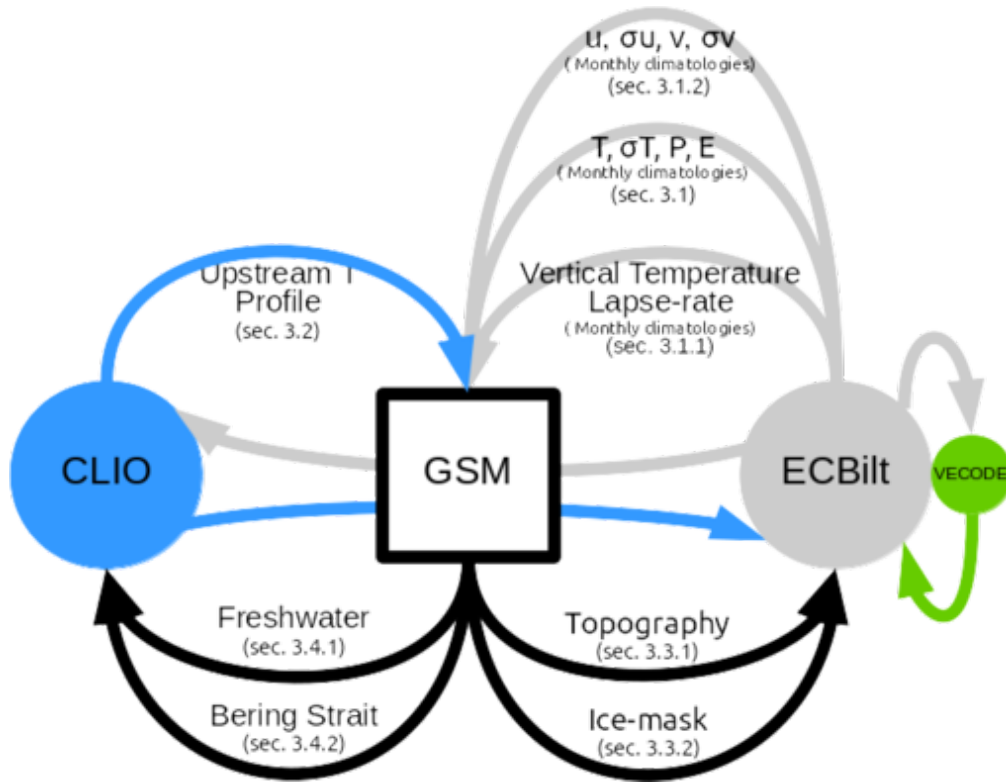 u, σu, v, σv
( Monthly climatologies)
(sec. 3.1.2)
T, σT, P, E
( Monthly climatologies)
(sec. 3.1)
Upstream T
Profile
(sec. 3.2)
Vertical Temperature
Lapse-rate
( Monthly climatologies)
(sec. 3.1.1)
CLIO
GSM
ECBilt
VECODE
Freshwater
(sec. 3.4.1)
Topography
(sec. 3.3.1)
Bering Strait
(sec. 3.4.2)
Ice-mask
(sec. 3.3.2)